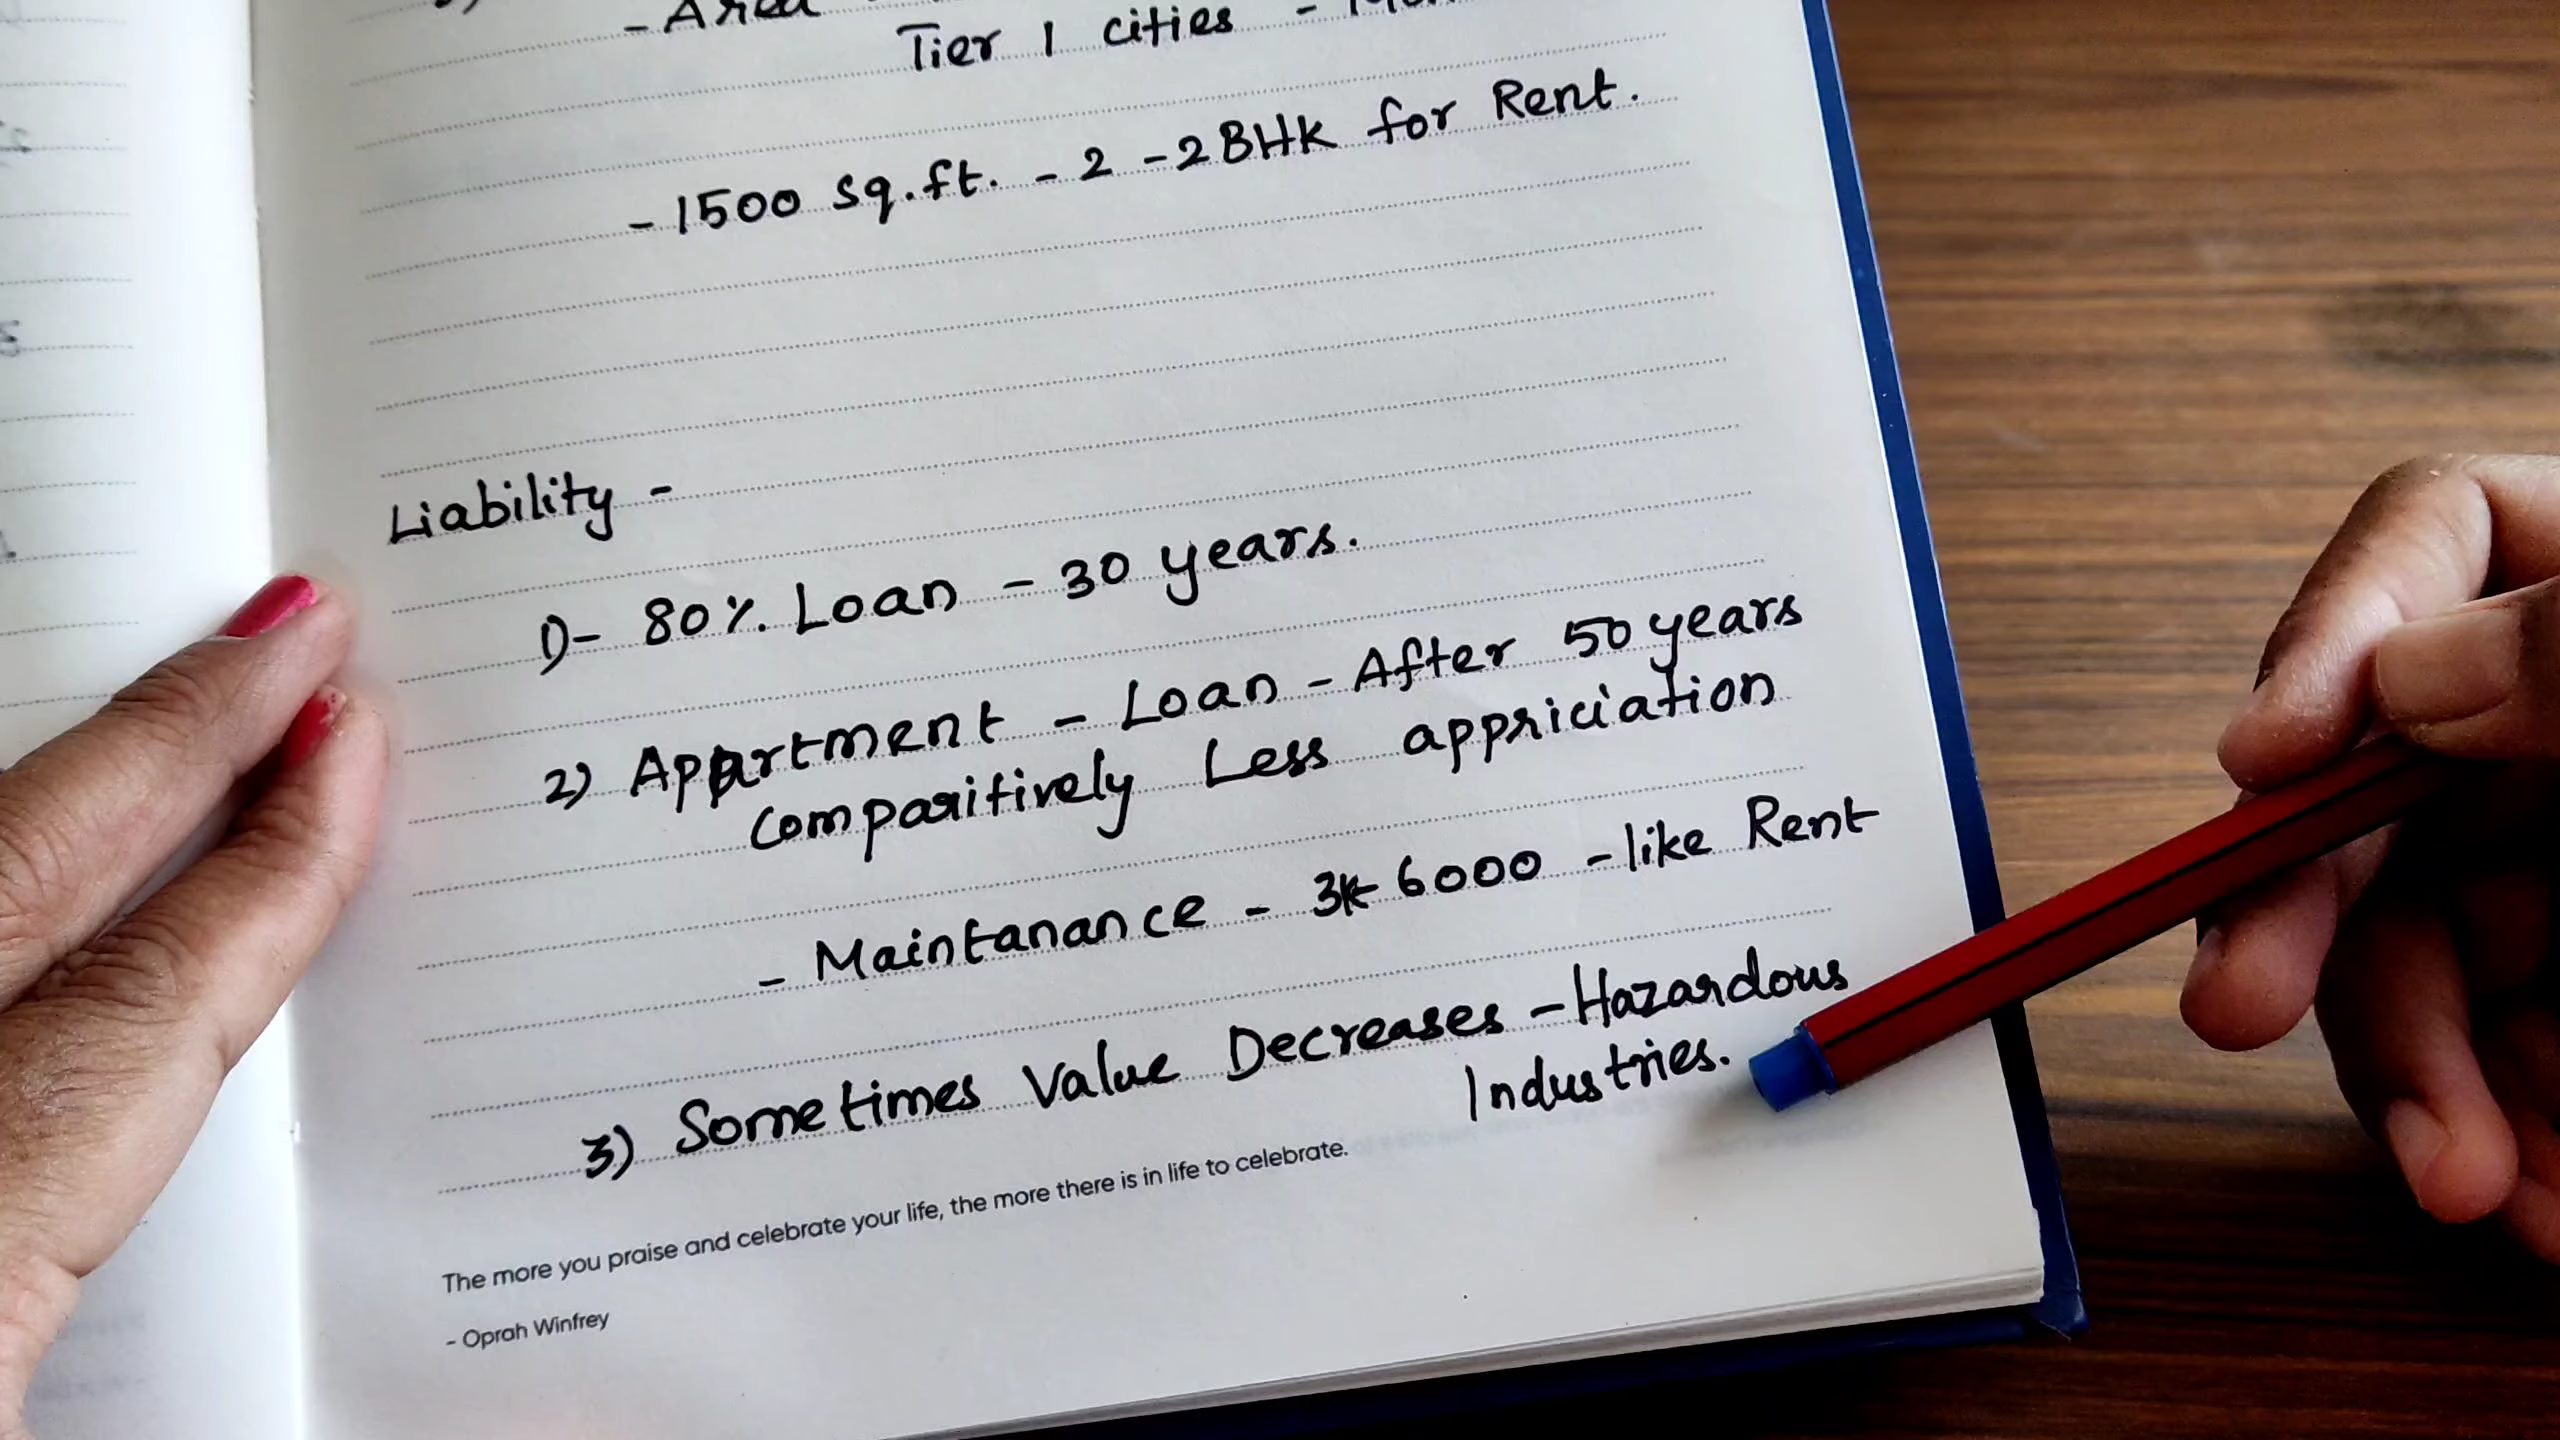 - Area
Tier 1 cities -
- 1500 sq.ft. - 2 - 2BHK for Rent.
Liability -
1) - 80% Loan - 30 years.
2) Appartment - Loan - After 50 years
comparitively Less appriciation
- Maintanance - 3k 6000 - like Rent
3) Sometimes Value Decreases - Hazardous
Industries.
The more you praise and celebrate your life, the more there is in life to celebrate.
- Oprah Winfrey